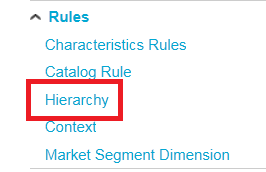 Rules
Characteristics Rules
Catalog Rule
Hierarchy
Context
Market Segment Dimension